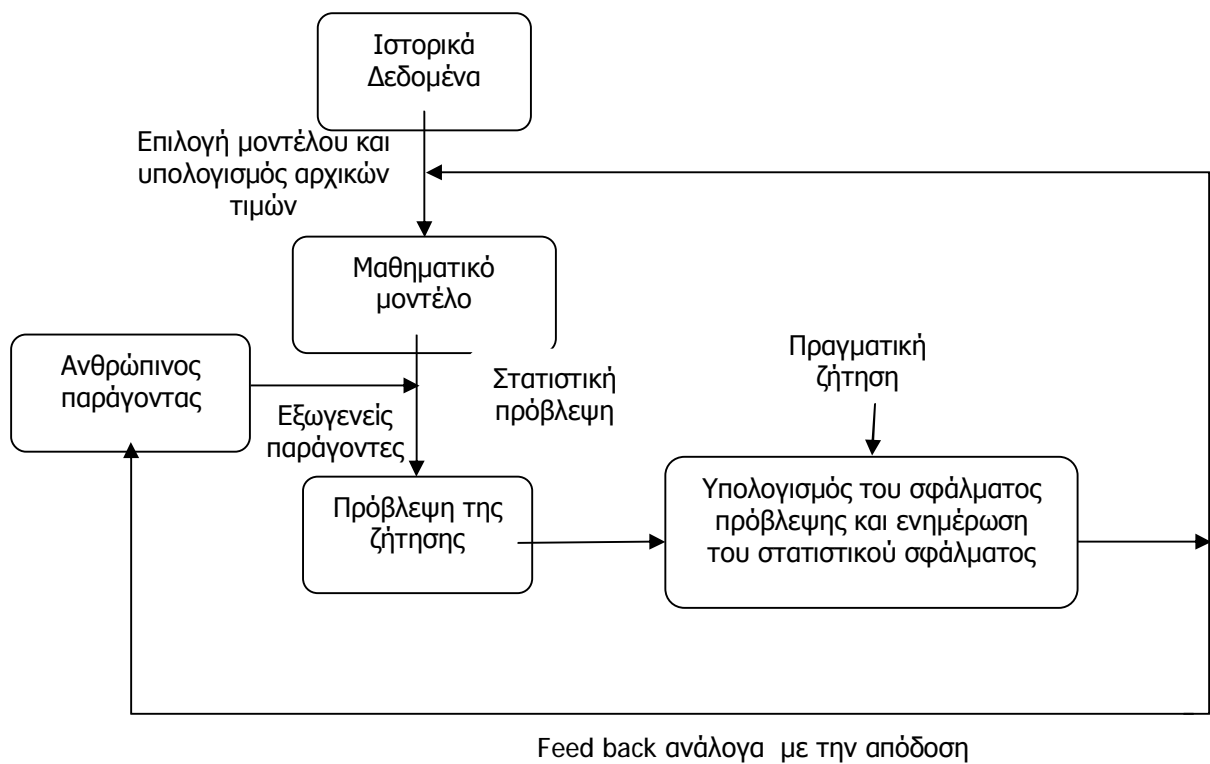 Ιστορικά
Δεδομένα
Επιλογή μοντέλου και
υπολογισμός αρχικών
τιμών
Μαθηματικό
μοντέλο
Ανθρώπινος
παράγοντας
Εξωγενείς
παράγοντες
Στατιστική
πρόβλεψη
Πραγματική
ζήτηση
Πρόβλεψη της
ζήτησης
Υπολογισμός του σφάλματος
πρόβλεψης και ενημέρωση
του στατιστικού σφάλματος
Feed back ανάλογα με την απόδοση